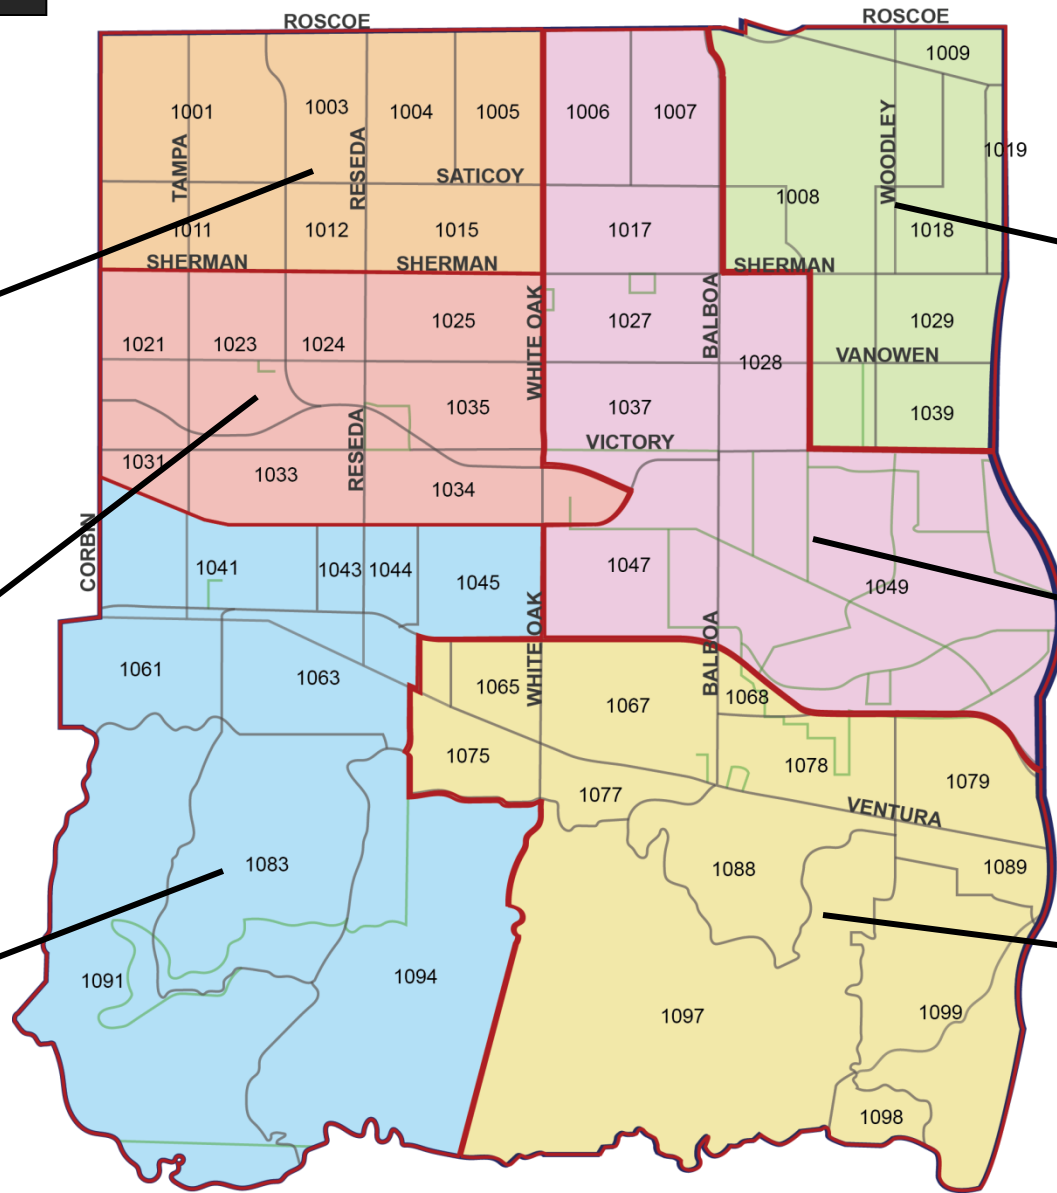 ROSCOE
ROSCOE
1009
1001
1003
1004
1005
1006
1007
TAMPA
RESEDA
WOODLEY
1019
SATICOY
1008
1011
1012
1015
1017
1018
SHERMAN
SHERMAN
SHERMAN
1021
1023
1024
1025
WHITE OAK
1027
BALBOA
1028
1029
VANOWEN
1035
1037
1039
RESEDA
VICTORY
1031
1033
1034
CORBIN
1041
1043
1044
1045
1047
1049
WHITE OAK
BALBOA
1061
1063
1065
1067
1068
1075
1077
1078
1079
VENTURA
1083
1088
1089
1091
1094
1097
1099
1098